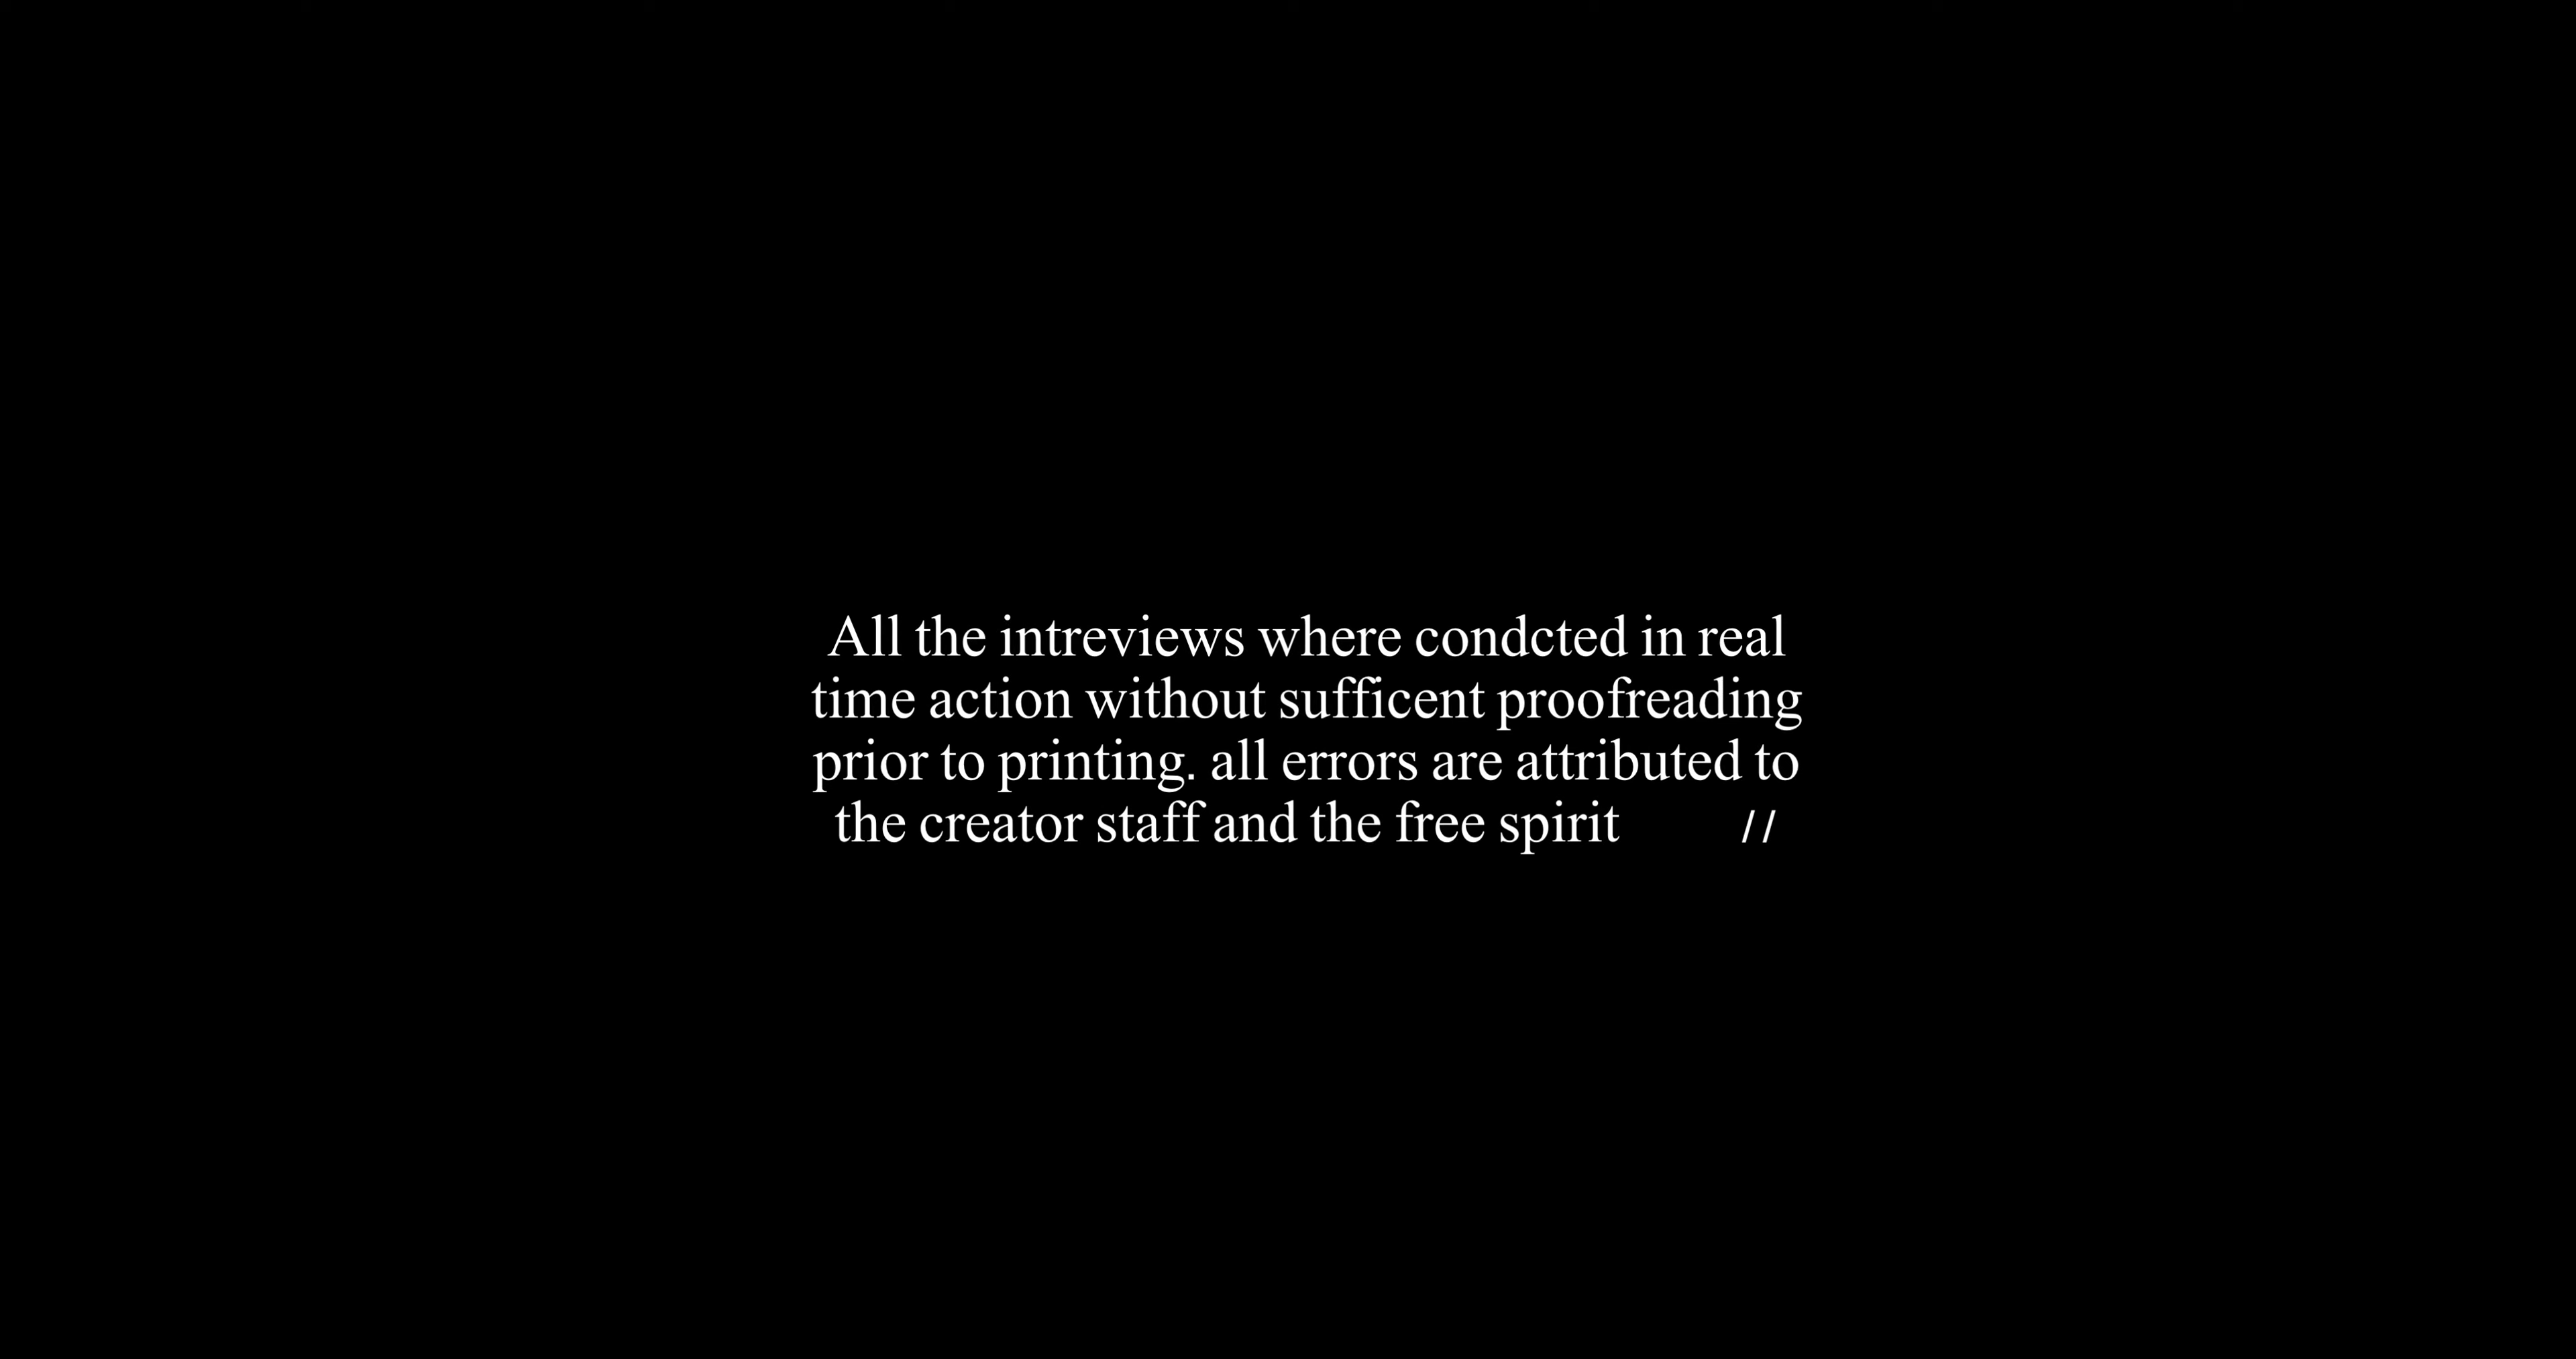 All the intreviews where condcted in real
time action without sufficent proofreading
prior to printing. all errors are attributed to
the creator staff and the free spirit //